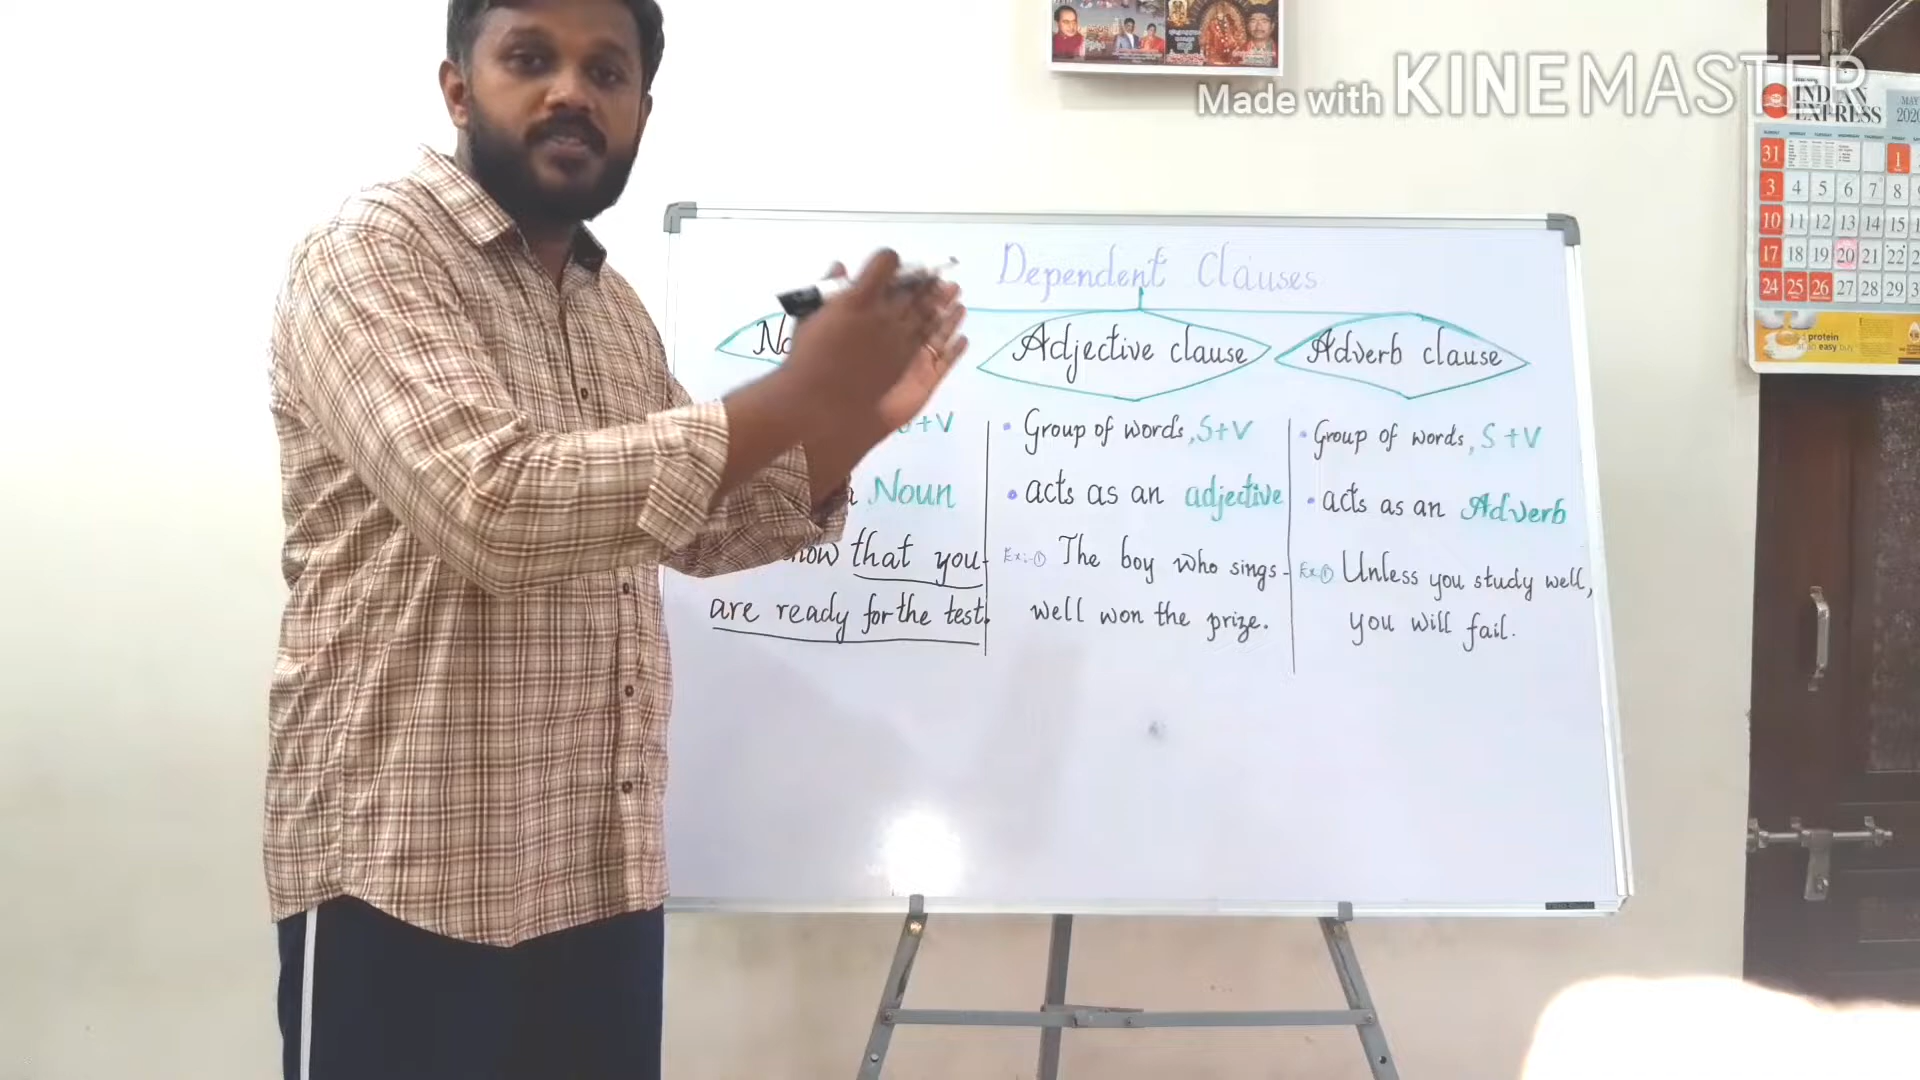 Made with KINEMASTER
INDIAN
EXPRESS
MAY
2020
31 1
3 4 5 6 7 8
10 11 12 13 14 15
17 18 19 20 21 22
24 25 26 27 28 29
protein
an easy buy
Dependent Clauses
Adjective clause
Adverb clause
+V
Noun
that you
are ready for the test.
• Group of words, S+V
• acts as an adjective
Ex:-① The boy who sings
well won the prize.
• Group of words, S+V
• acts as an Adverb
Ex① Unless you study well,
you will fail.